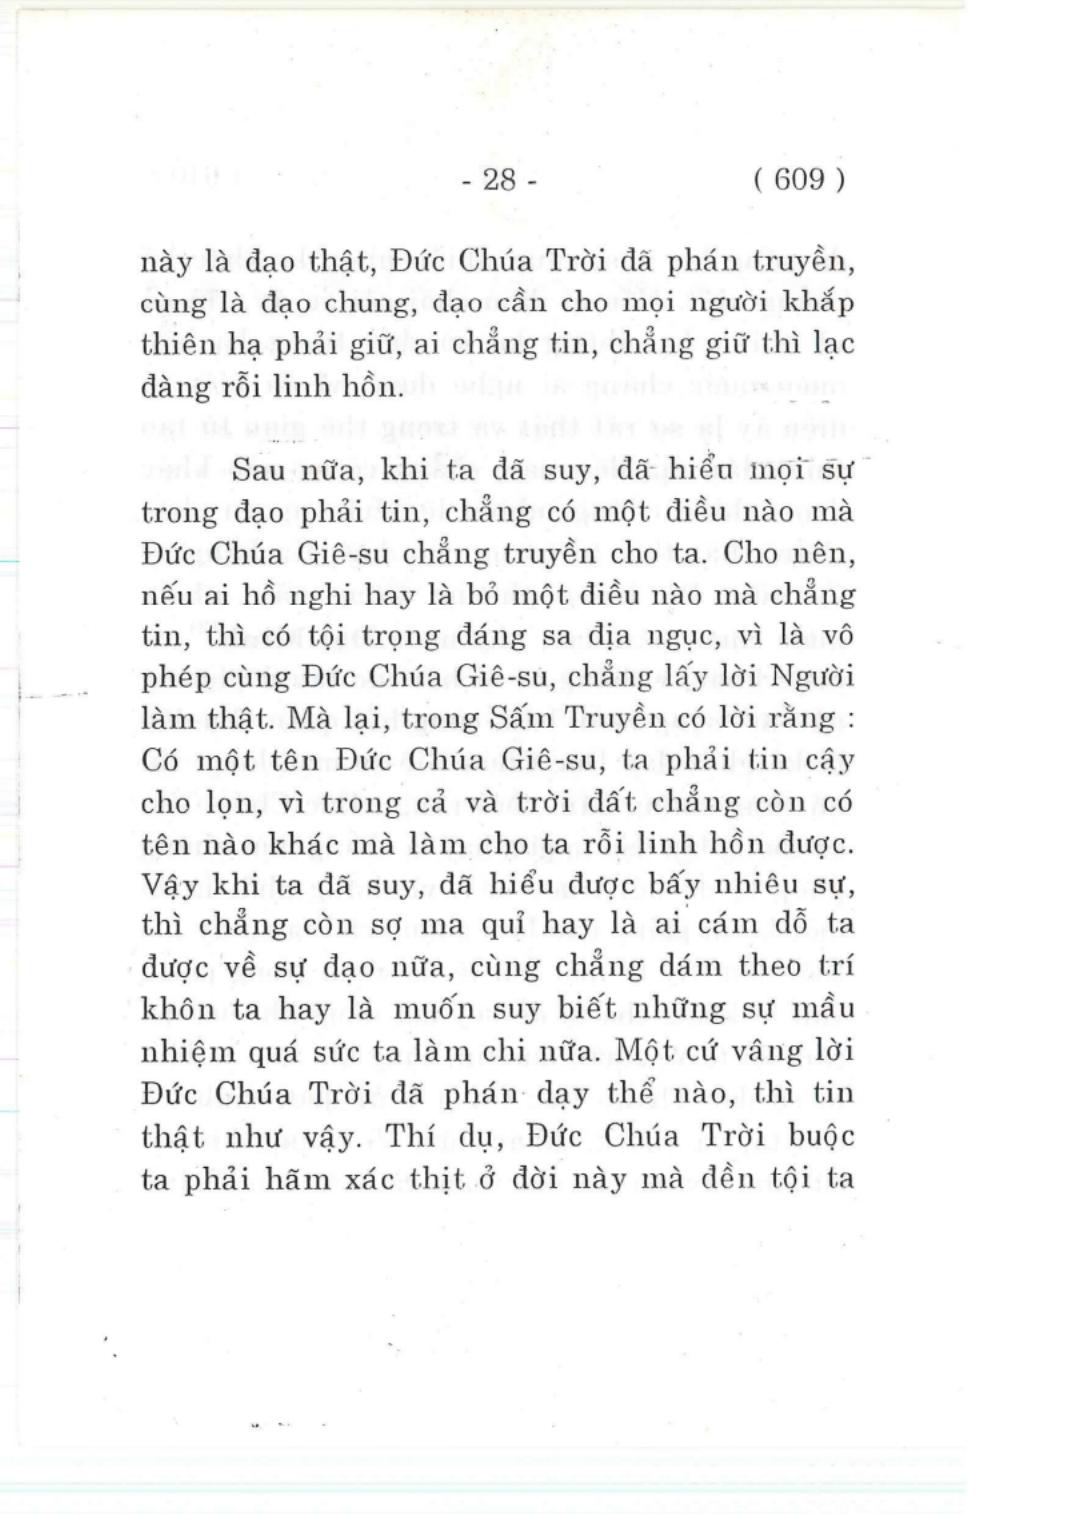 - 28 - ( 609 )
này là đạo thật, Đức Chúa Trời đã phán truyền,
cùng là đạo chung, đạo cần cho mọi người khắp
thiên hạ phải giữ, ai chẳng tin, chẳng giữ thì lạc
đàng rỗi linh hồn.
Sau nữa, khi ta đã suy, đã hiểu mọi sự
trong đạo phải tin, chẳng có một điều nào mà
Đức Chúa Giê-su chẳng truyền cho ta. Cho nên,
nếu ai hồ nghi hay là bỏ một điều nào mà chẳng
tin, thì có tội trọng đáng sa địa ngục, vì là vô
phép cùng Đức Chúa Giê-su, chẳng lấy lời Người
làm thật. Mà lại, trong Sấm Truyền có lời rằng :
Có một tên Đức Chúa Giê-su, ta phải tin cậy
cho lọn, vì trong cả và trời đất chẳng còn có
tên nào khác mà làm cho ta rỗi linh hồn được.
Vậy khi ta đã suy, đã hiểu được bấy nhiêu sự,
thì chẳng còn sợ ma quỉ hay là ai cám dỗ ta
được về sự đạo nữa, cùng chẳng dám theo trí
khôn ta hay là muốn suy biết những sự mầu
nhiệm quá sức ta làm chi nữa. Một cứ vâng lời
Đức Chúa Trời đã phán dạy thể nào, thì tin
thật như vậy. Thí dụ, Đức Chúa Trời buộc
ta phải hãm xác thịt ở đời này mà đền tội ta